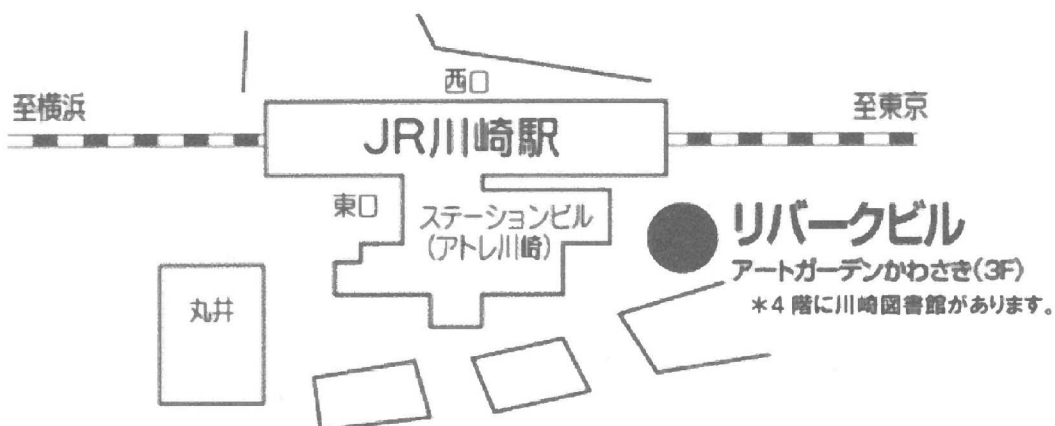 西口
至横浜
至東京
JR川崎駅
東口
ステーションビル
(アトレ川崎)
リバークビル
アートガーデンかわさき(3F)
*4階に川崎図書館があります。
丸井